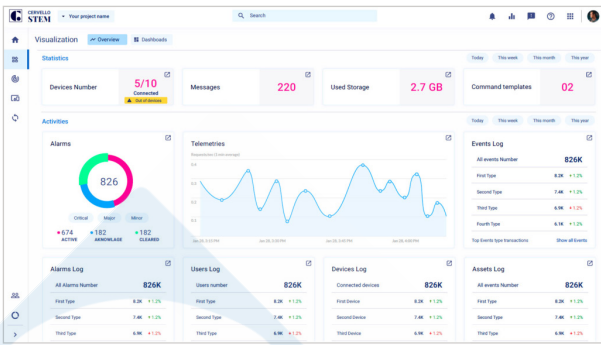 CERVELLO
STEM
Your project name
Search
Visualization
Overview
Dashboards
Statistics
Today
This week
This month
This year
Devices Number
5/10
Connected
Out of devices
Messages
220
Used Storage
2.7 GB
Command templates
02
Activities
Today
This week
This month
This year
Alarms
826
Critical
Major
Minor
674
ACTIVE
182
AKNOWLAGE
182
CLEARED
Telemetries
Events Log
All events Number 826K
First Type 8.2K +1.2%
Second Type 7.4K +1.2%
Third Type 6.9K +1.2%
Fourth Type 6.1K +1.2%
Top Events type transactions Show all Events
Alarms Log
All Alarms Number 826K
First Type 8.2K +1.2%
Second Type 7.4K +1.2%
Third Type 6.9K +1.2%
Users Log
Users number 826K
First Type 8.2K +1.2%
Second Type 7.4K +1.2%
Third Type 6.9K +1.2%
Devices Log
Connected devices 826K
First Device 8.2K +1.2%
Second Device 7.4K +1.2%
Third Device 6.9K +1.2%
Assets Log
All events Number 826K
First Type 8.2K +1.2%
Second Type 7.4K +1.2%
Third Type 6.9K +1.2%